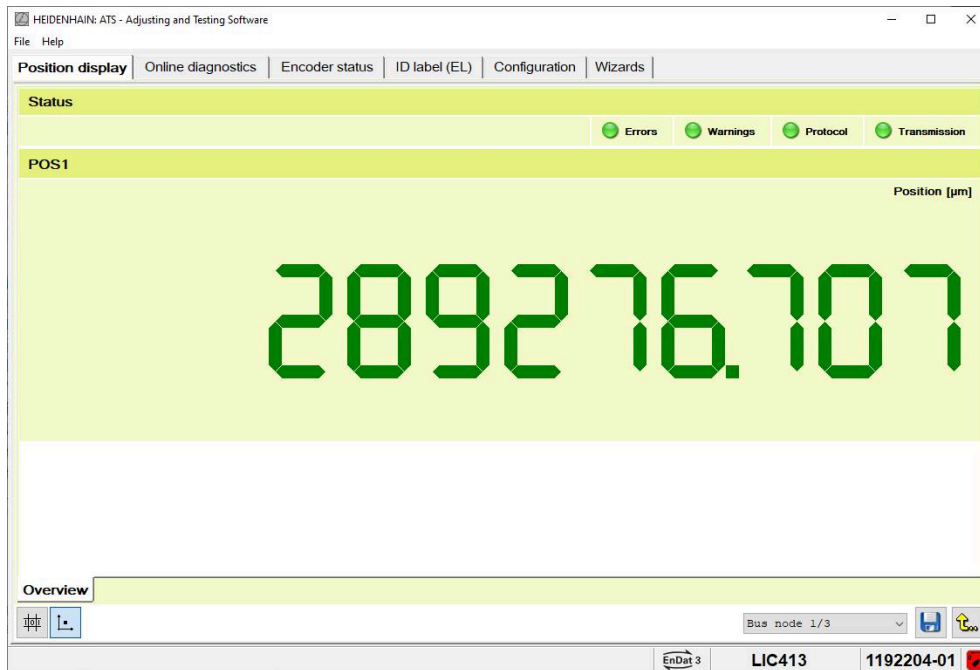 HEIDENHAIN: ATS - Adjusting and Testing Software
File Help
Position display Online diagnostics Encoder status ID label (EL) Configuration Wizards
Status
Errors Warnings Protocol Transmission
POS1
Position [µm]
289276.707
Overview
Bus node 1/3
EnDat 3 LIC413 1192204-01